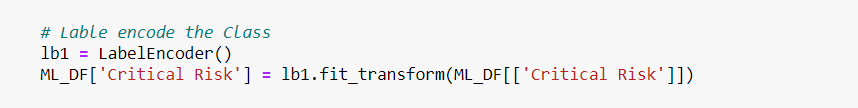 # Lable encode the Class
lb1 = LabelEncoder()
ML_DF['Critical Risk'] = lb1.fit_transform(ML_DF[['Critical Risk']])